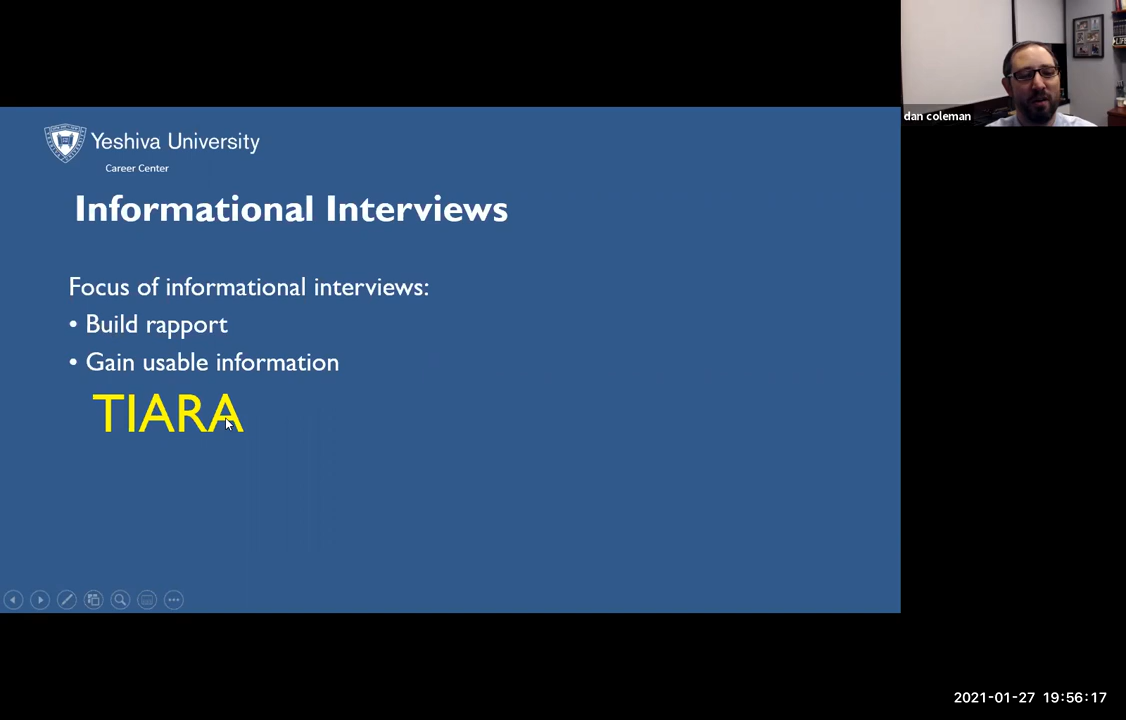 Yeshiva University
Career Center
Informational Interviews
Focus of informational interviews:
• Build rapport
• Gain usable information
TIARA
dan coleman
2021-01-27 19:56:17